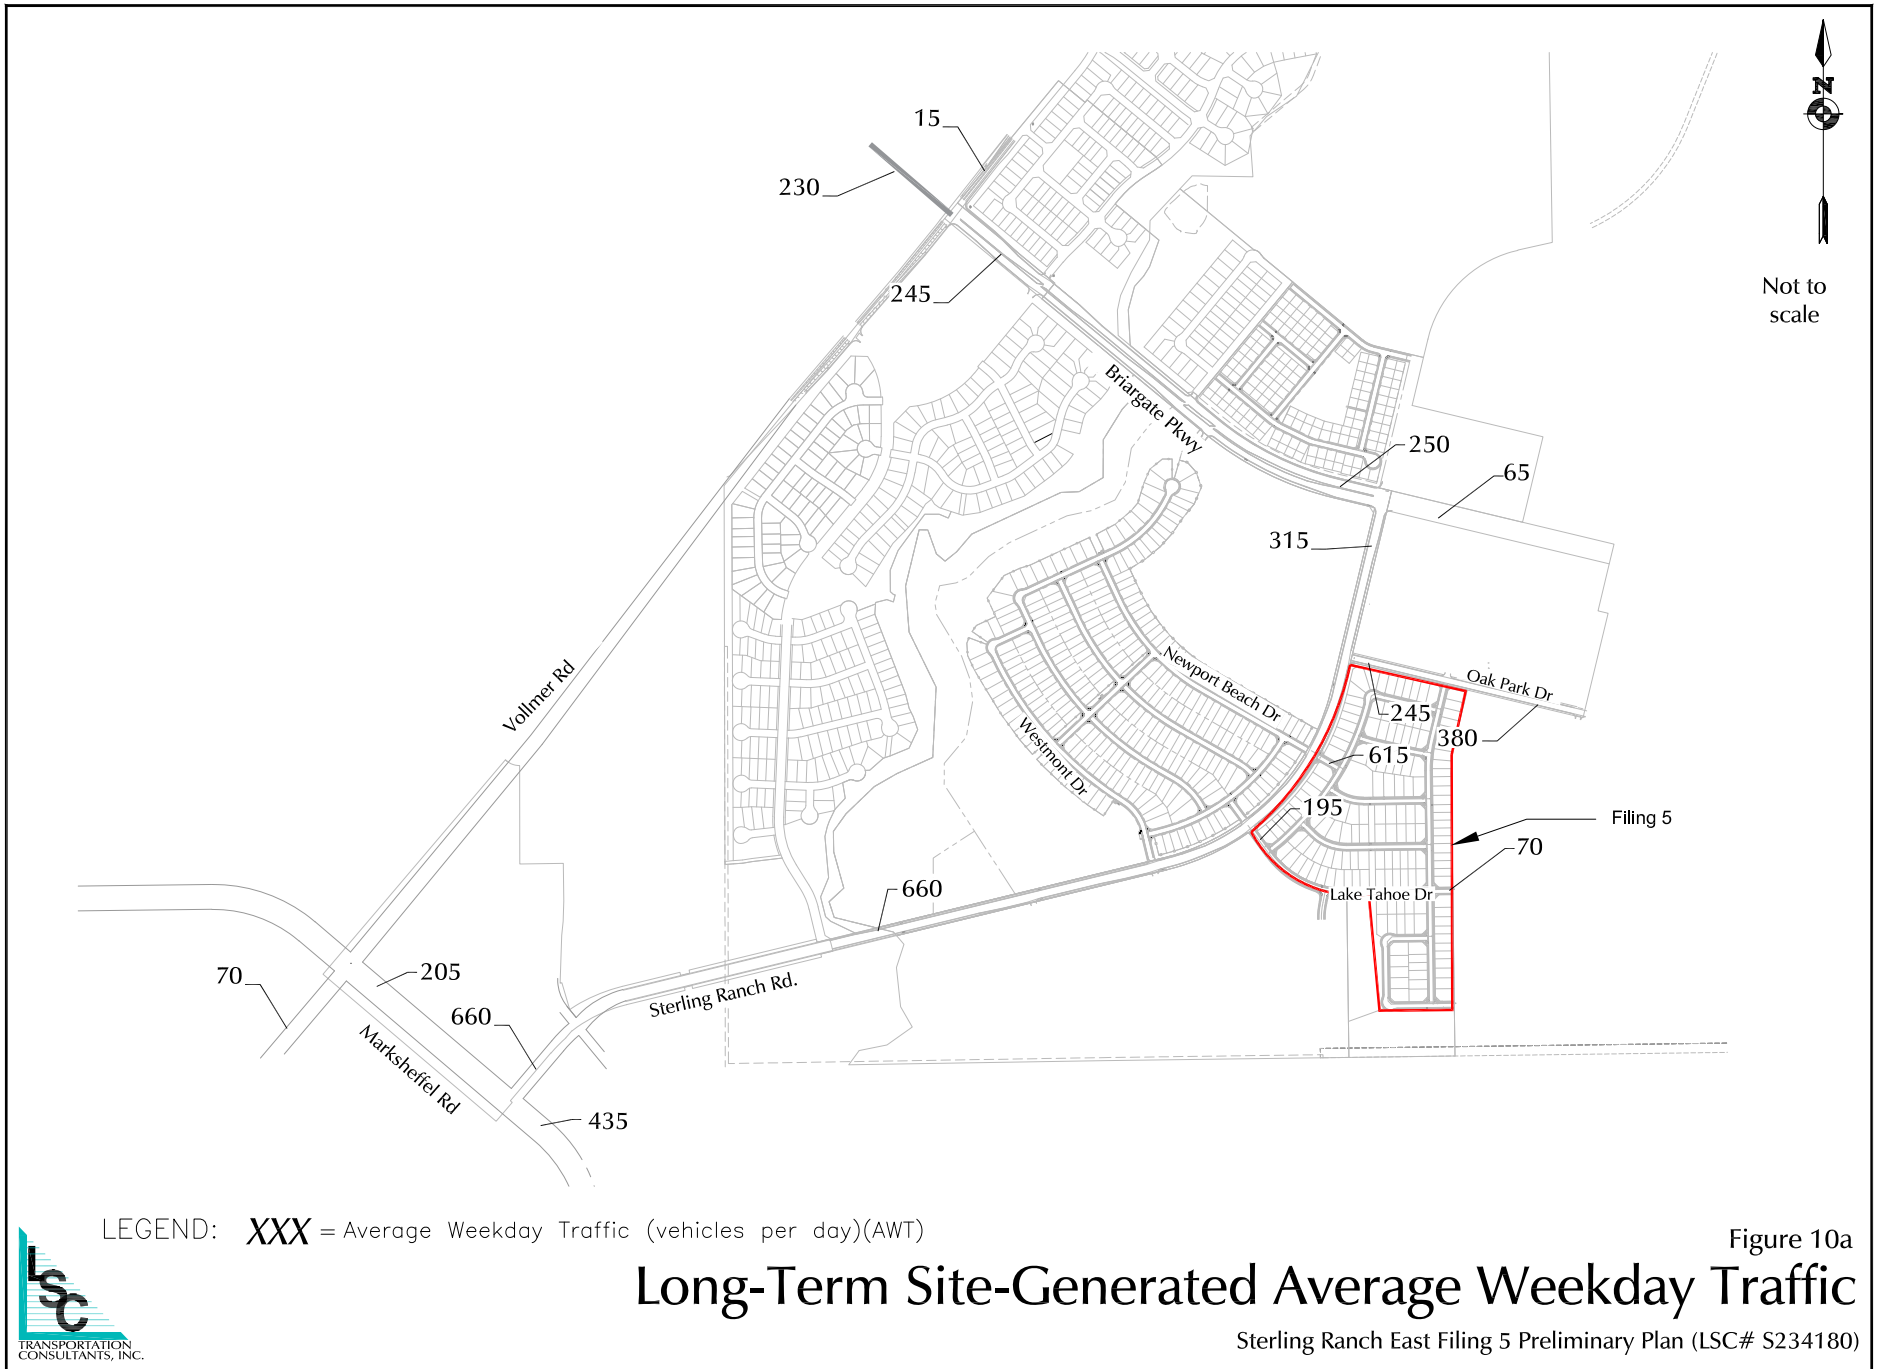 15
230
N
Not to
scale
245
Briargate Pkwy
250
65
315
Vollmer Rd
Newport Beach Dr
Westmont Dr
Oak Park Dr
245
380
615
195
Filing 5
70
Lake Tahoe Dr
660
70
205
660
Sterling Ranch Rd.
Marksheffel Rd
435
LEGEND: XXX = Average Weekday Traffic (vehicles per day)(AWT)
Figure 10a
Long-Term Site-Generated Average Weekday Traffic
Sterling Ranch East Filing 5 Preliminary Plan (LSC# S234180)
LSC
TRANSPORTATION
CONSULTANTS, INC.